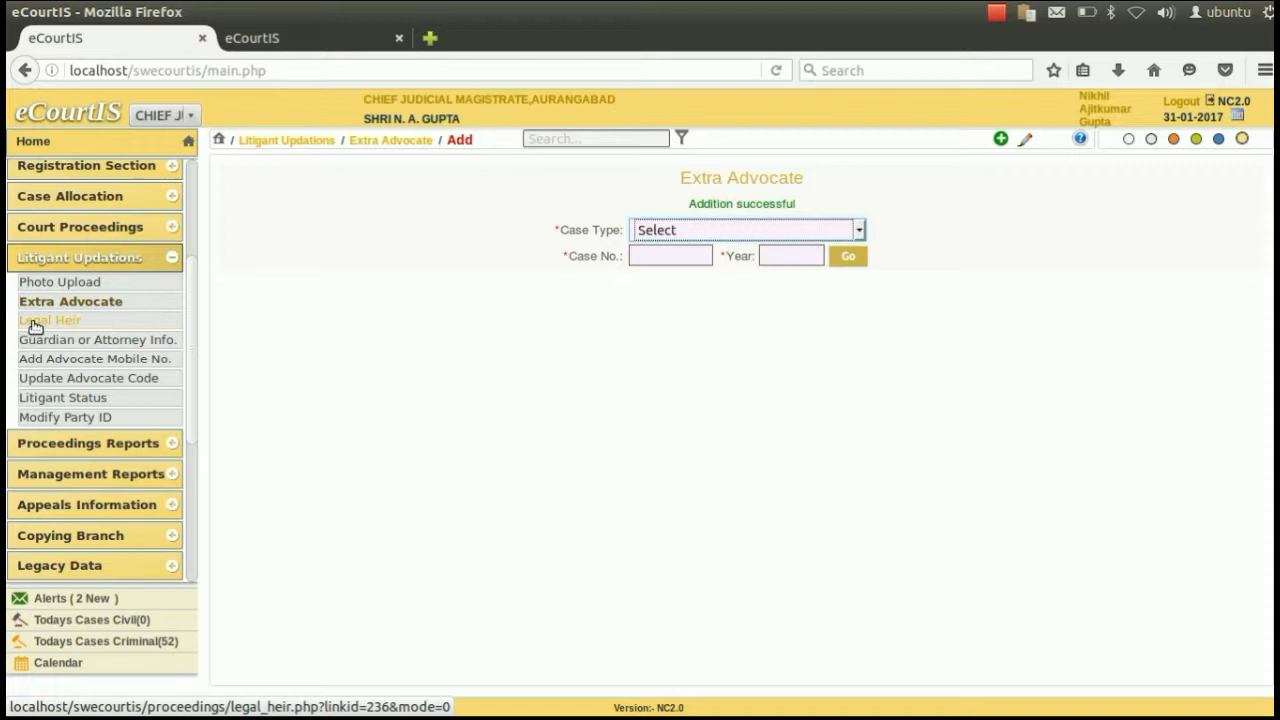 eCourtIS - Mozilla Firefox
ubuntu
eCourtIS
eCourtIS
localhost/swecourtis/main.php
Search
eCourtIS
CHIEF JU
CHIEF JUDICIAL MAGISTRATE,AURANGABAD
SHRI N. A. GUPTA
Nikhil
Ajitkumar
Gupta
Logout NC2.0
31-01-2017
Home
/ Litigant Updations / Extra Advocate / Add
Search...
Registration Section
Case Allocation
Court Proceedings
Litigant Updations
Photo Upload
Extra Advocate
Legal Heir
Guardian or Attorney Info.
Add Advocate Mobile No.
Update Advocate Code
Litigant Status
Modify Party ID
Proceedings Reports
Management Reports
Appeals Information
Copying Branch
Legacy Data
Alerts ( 2 New )
Todays Cases Civil(0)
Todays Cases Criminal(52)
Calendar
Extra Advocate
Addition successful
*Case Type: Select
*Case No.: *Year: Go
localhost/swecourtis/proceedings/legal_heir.php?linkid=236&mode=0
Version:- NC2.0